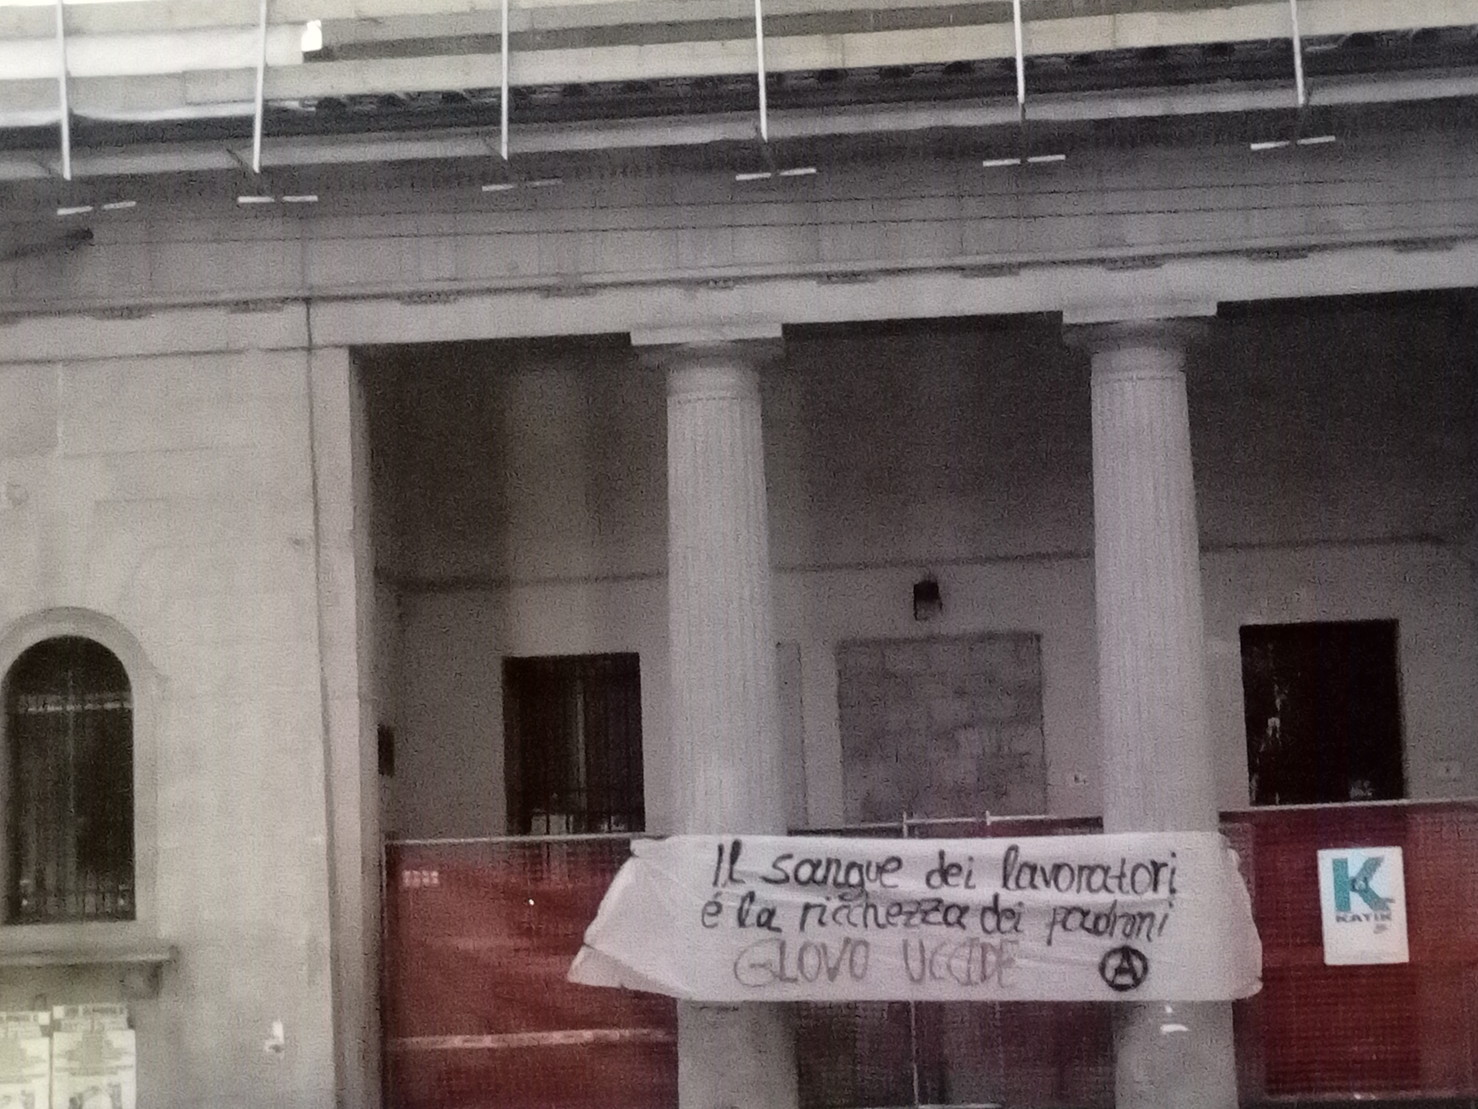 Il sangue dei lavoratori
é la ricchezza dei padroni
GLOVO UCCIDE Ⓐ
K
KATIK